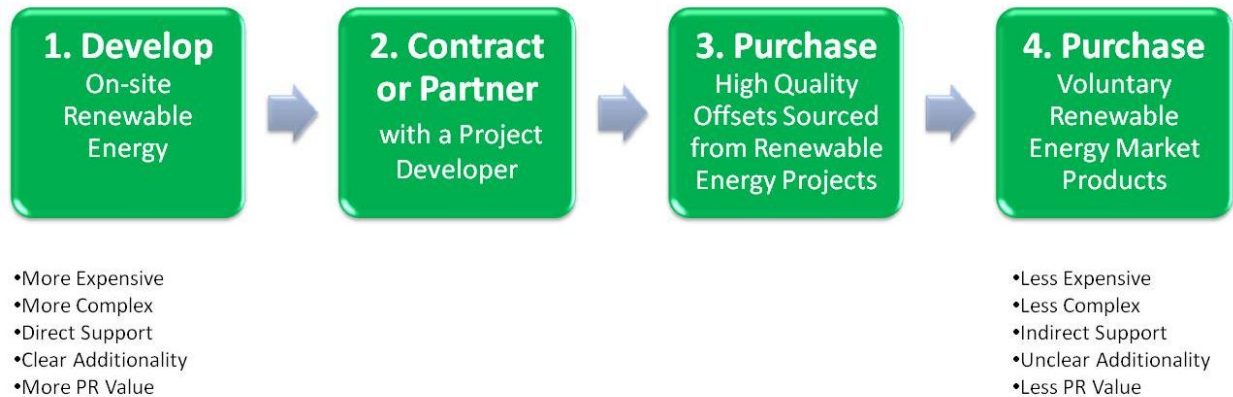 1. Develop
On-site
Renewable
Energy
2. Contract
or Partner
with a Project
Developer
3. Purchase
High Quality
Offsets Sourced
from Renewable
Energy Projects
4. Purchase
Voluntary
Renewable
Energy Market
Products
•More Expensive
•More Complex
•Direct Support
•Clear Additionality
•More PR Value
•Less Expensive
•Less Complex
•Indirect Support
•Unclear Additionality
•Less PR Value